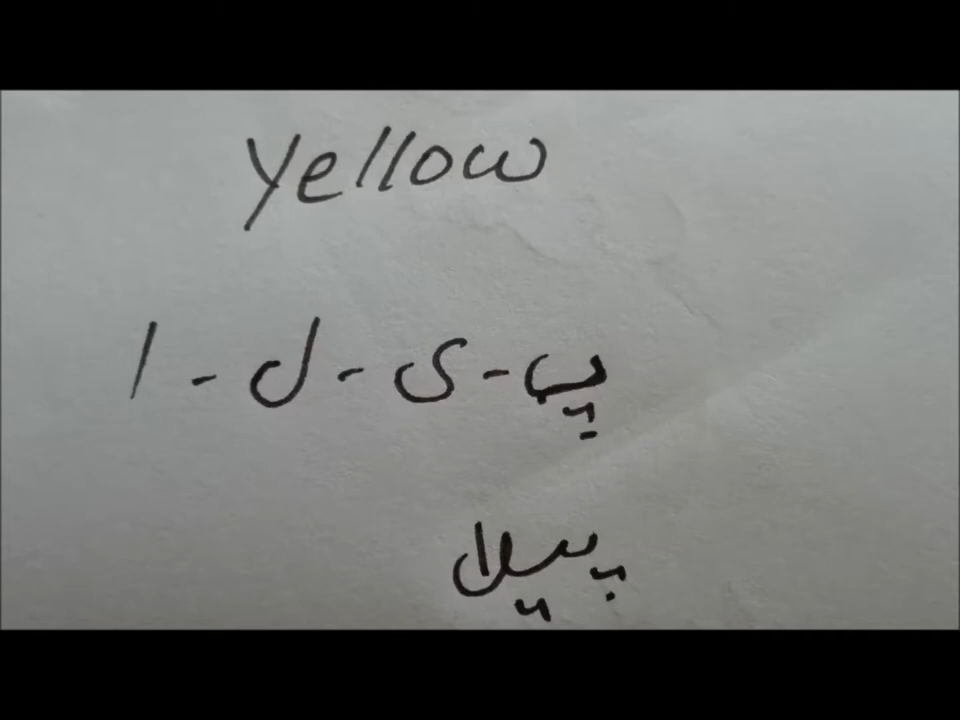 Yellow
پ - ی - ل - ا
پیلا